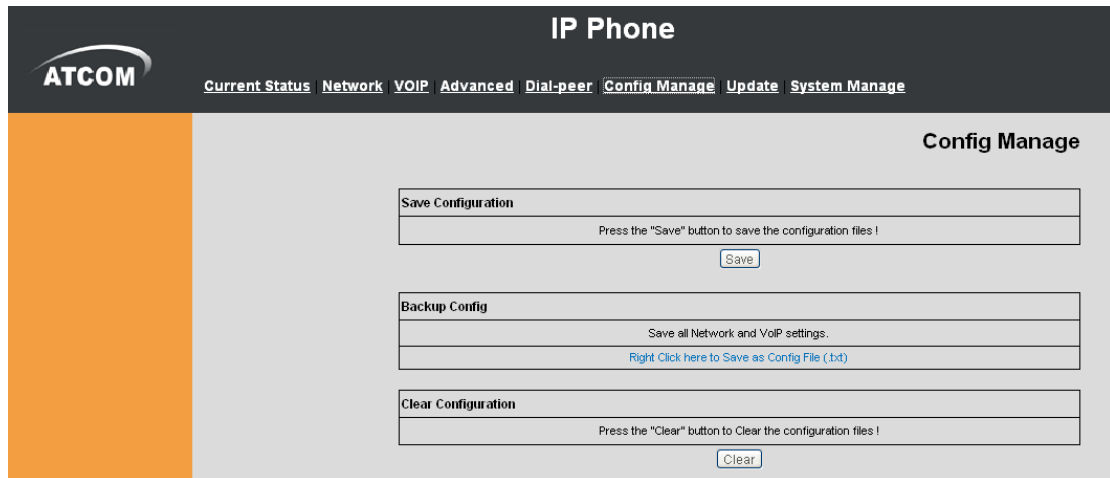 IP Phone
ATCOM
Current Status | Network | VOIP | Advanced | Dial-peer | Config Manage | Update | System Manage
Config Manage
Save Configuration
Press the "Save" button to save the configuration files !
Save
Backup Config
Save all Network and VoIP settings.
Right Click here to Save as Config File (.txt)
Clear Configuration
Press the "Clear" button to Clear the configuration files !
Clear